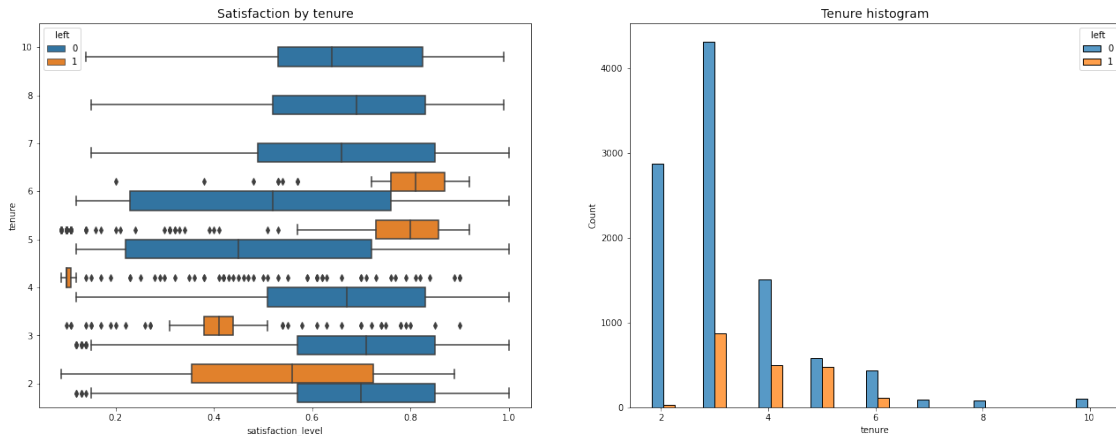 Satisfaction by tenure
left
0
1
10
8
7
6
5
4
3
2
tenure
0.2 0.4 0.6 0.8 1.0
satisfaction_level
Tenure histogram
left
0
1
4000
3000
2000
1000
0
Count
2 4 6 8 10
tenure